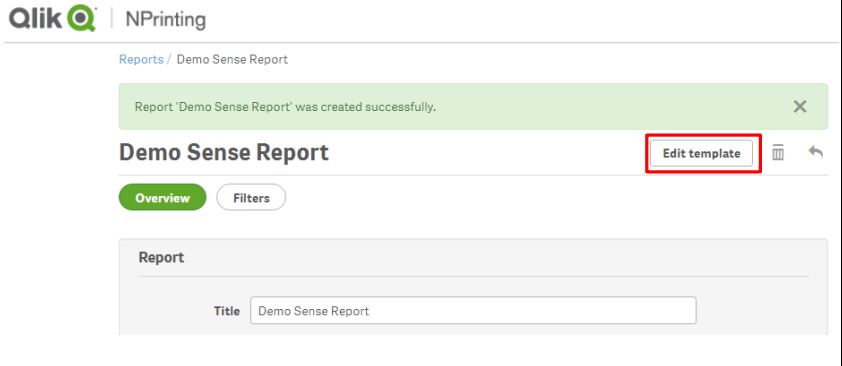 Qlik NPrinting
Reports / Demo Sense Report
Report 'Demo Sense Report' was created successfully.
Demo Sense Report
Edit template
Overview
Filters
Report
Title Demo Sense Report